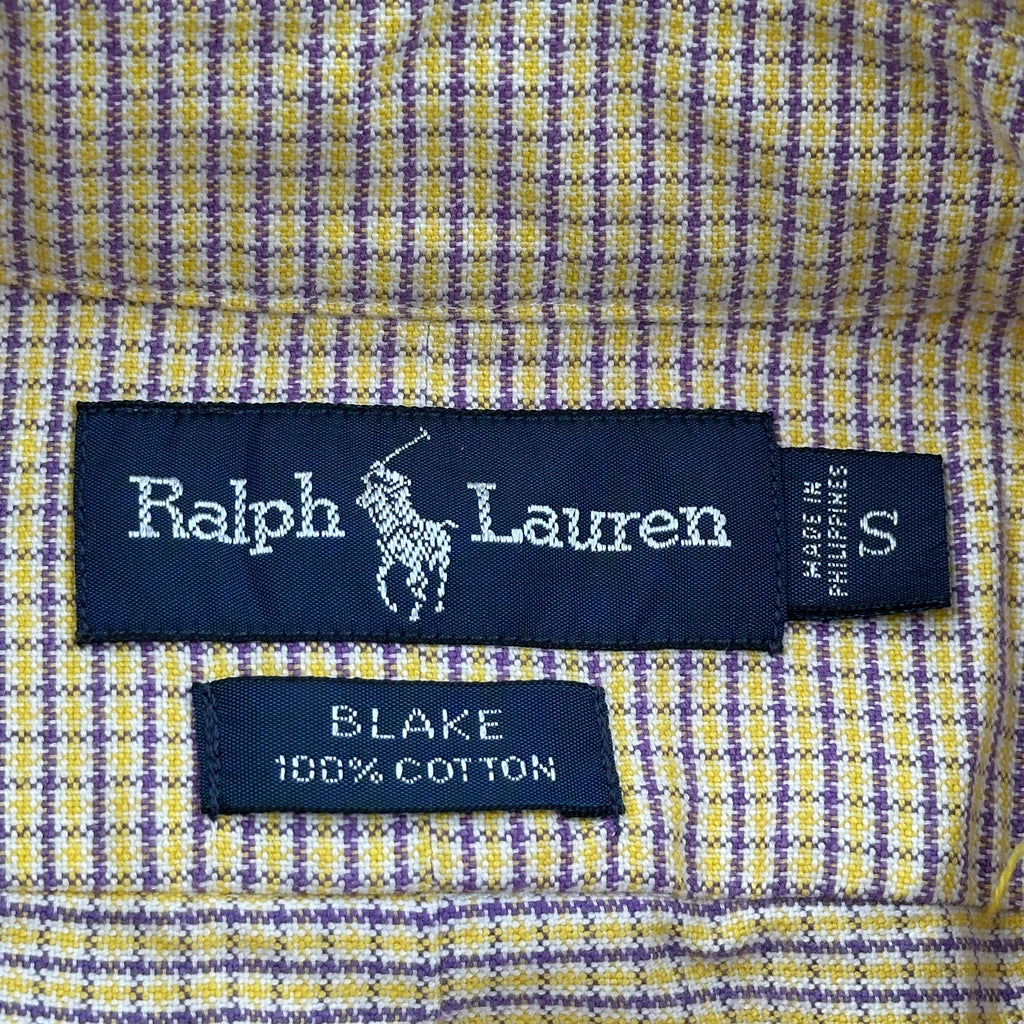 Ralph Lauren
MADE IN
PHILIPPINES
S
BLAKE
100% COTTON